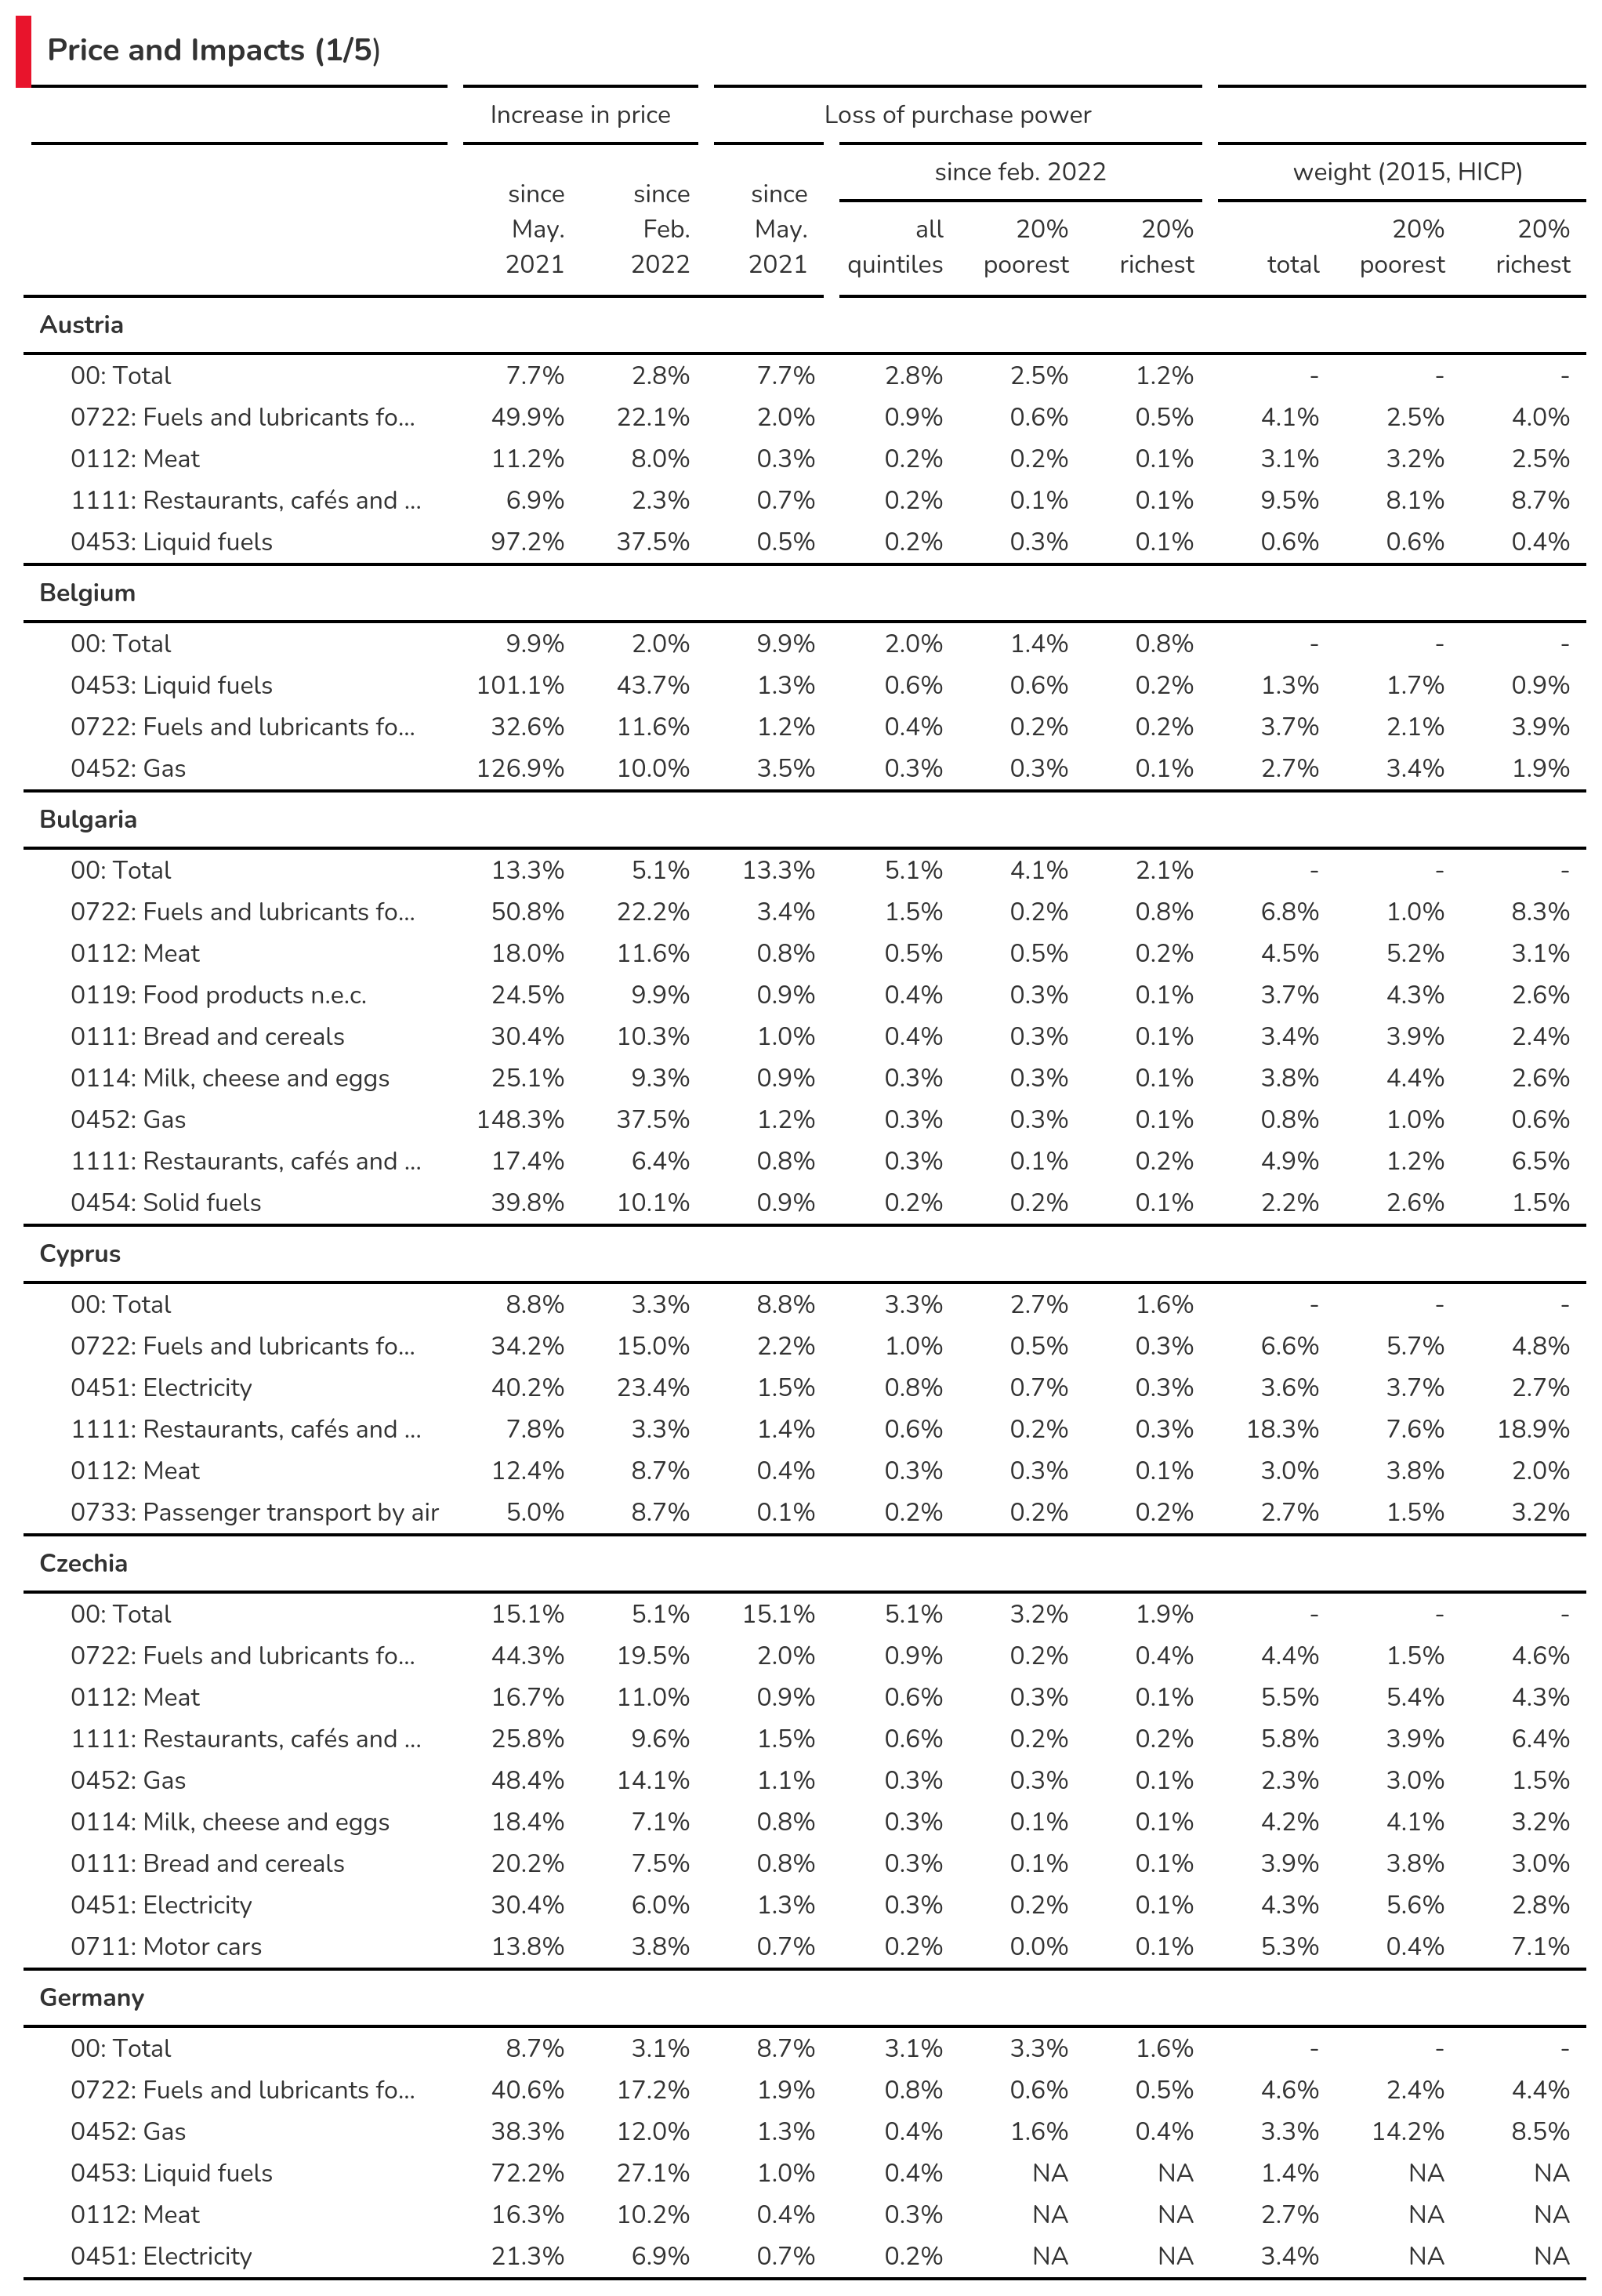 Price and Impacts (1/5)
Increase in price Loss of purchase power
since feb. 2022 weight (2015, HICP)
since since since
May. Feb. May. all 20% 20% 20% 20%
2021 2022 2021 quintiles poorest richest total poorest richest
Austria
00: Total 7.7% 2.8% 7.7% 2.8% 2.5% 1.2% - - -
0722: Fuels and lubricants fo... 49.9% 22.1% 2.0% 0.9% 0.6% 0.5% 4.1% 2.5% 4.0%
0112: Meat 11.2% 8.0% 0.3% 0.2% 0.2% 0.1% 3.1% 3.2% 2.5%
1111: Restaurants, cafés and ... 6.9% 2.3% 0.7% 0.2% 0.1% 0.1% 9.5% 8.1% 8.7%
0453: Liquid fuels 97.2% 37.5% 0.5% 0.2% 0.3% 0.1% 0.6% 0.6% 0.4%
Belgium
00: Total 9.9% 2.0% 9.9% 2.0% 1.4% 0.8% - - -
0453: Liquid fuels 101.1% 43.7% 1.3% 0.6% 0.6% 0.2% 1.3% 1.7% 0.9%
0722: Fuels and lubricants fo... 32.6% 11.6% 1.2% 0.4% 0.2% 0.2% 3.7% 2.1% 3.9%
0452: Gas 126.9% 10.0% 3.5% 0.3% 0.3% 0.1% 2.7% 3.4% 1.9%
Bulgaria
00: Total 13.3% 5.1% 13.3% 5.1% 4.1% 2.1% - - -
0722: Fuels and lubricants fo... 50.8% 22.2% 3.4% 1.5% 0.2% 0.8% 6.8% 1.0% 8.3%
0112: Meat 18.0% 11.6% 0.8% 0.5% 0.5% 0.2% 4.5% 5.2% 3.1%
0119: Food products n.e.c. 24.5% 9.9% 0.9% 0.4% 0.3% 0.1% 3.7% 4.3% 2.6%
0111: Bread and cereals 30.4% 10.3% 1.0% 0.4% 0.3% 0.1% 3.4% 3.9% 2.4%
0114: Milk, cheese and eggs 25.1% 9.3% 0.9% 0.3% 0.3% 0.1% 3.8% 4.4% 2.6%
0452: Gas 148.3% 37.5% 1.2% 0.3% 0.3% 0.1% 0.8% 1.0% 0.6%
1111: Restaurants, cafés and ... 17.4% 6.4% 0.8% 0.3% 0.1% 0.2% 4.9% 1.2% 6.5%
0454: Solid fuels 39.8% 10.1% 0.9% 0.2% 0.2% 0.1% 2.2% 2.6% 1.5%
Cyprus
00: Total 8.8% 3.3% 8.8% 3.3% 2.7% 1.6% - - -
0722: Fuels and lubricants fo... 34.2% 15.0% 2.2% 1.0% 0.5% 0.3% 6.6% 5.7% 4.8%
0451: Electricity 40.2% 23.4% 1.5% 0.8% 0.7% 0.3% 3.6% 3.7% 2.7%
1111: Restaurants, cafés and ... 7.8% 3.3% 1.4% 0.6% 0.2% 0.3% 18.3% 7.6% 18.9%
0112: Meat 12.4% 8.7% 0.4% 0.3% 0.3% 0.1% 3.0% 3.8% 2.0%
0733: Passenger transport by air 5.0% 8.7% 0.1% 0.2% 0.2% 0.2% 2.7% 1.5% 3.2%
Czechia
00: Total 15.1% 5.1% 15.1% 5.1% 3.2% 1.9% - - -
0722: Fuels and lubricants fo... 44.3% 19.5% 2.0% 0.9% 0.2% 0.4% 4.4% 1.5% 4.6%
0112: Meat 16.7% 11.0% 0.9% 0.6% 0.3% 0.1% 5.5% 5.4% 4.3%
1111: Restaurants, cafés and ... 25.8% 9.6% 1.5% 0.6% 0.2% 0.2% 5.8% 3.9% 6.4%
0452: Gas 48.4% 14.1% 1.1% 0.3% 0.3% 0.1% 2.3% 3.0% 1.5%
0114: Milk, cheese and eggs 18.4% 7.1% 0.8% 0.3% 0.1% 0.1% 4.2% 4.1% 3.2%
0111: Bread and cereals 20.2% 7.5% 0.8% 0.3% 0.1% 0.1% 3.9% 3.8% 3.0%
0451: Electricity 30.4% 6.0% 1.3% 0.3% 0.2% 0.1% 4.3% 5.6% 2.8%
0711: Motor cars 13.8% 3.8% 0.7% 0.2% 0.0% 0.1% 5.3% 0.4% 7.1%
Germany
00: Total 8.7% 3.1% 8.7% 3.1% 3.3% 1.6% - - -
0722: Fuels and lubricants fo... 40.6% 17.2% 1.9% 0.8% 0.6% 0.5% 4.6% 2.4% 4.4%
0452: Gas 38.3% 12.0% 1.3% 0.4% 1.6% 0.4% 3.3% 14.2% 8.5%
0453: Liquid fuels 72.2% 27.1% 1.0% 0.4% NA NA 1.4% NA NA
0112: Meat 16.3% 10.2% 0.4% 0.3% NA NA 2.7% NA NA
0451: Electricity 21.3% 6.9% 0.7% 0.2% NA NA 3.4% NA NA